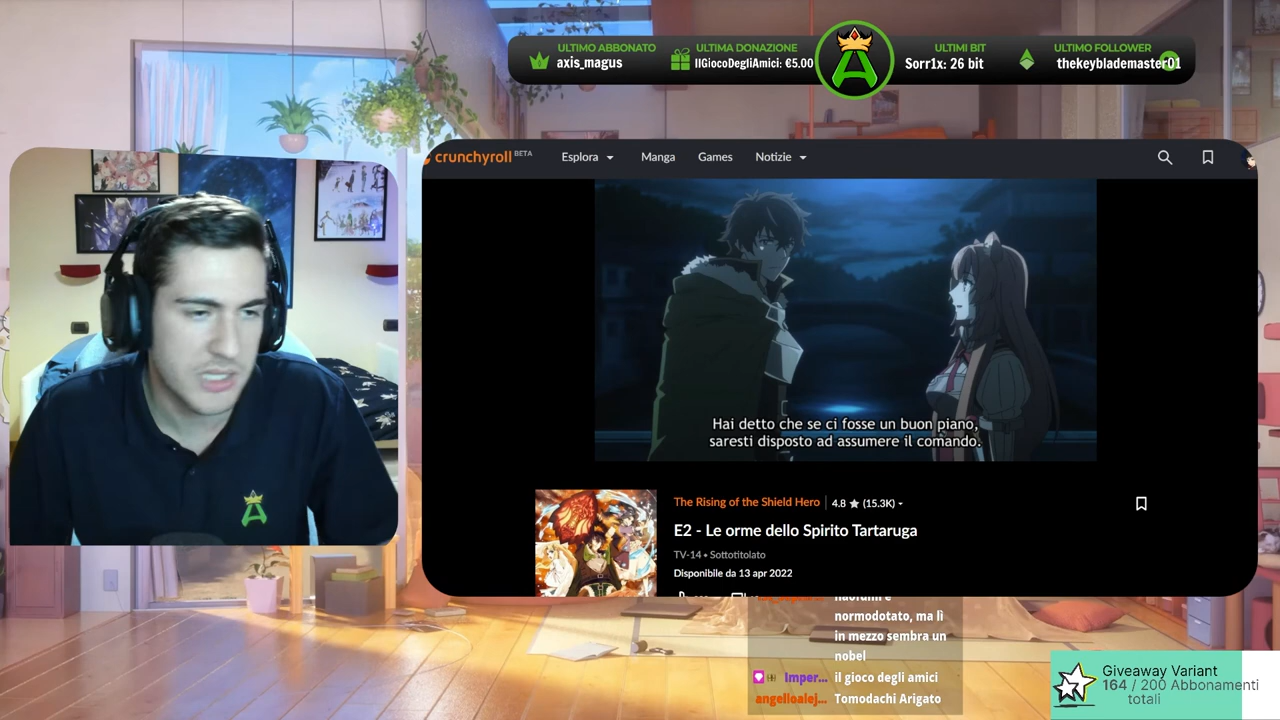 ULTIMO ABBONATO
axis_magus
ULTIMA DONAZIONE
IlGiocoDegliAmici: €5.00
ULTIMI BIT
Sorr1x: 26 bit
ULTIMO FOLLOWER
thekeyblademaster01
crunchyroll BETA
Esplora
Manga
Games
Notizie
Hai detto che se ci fosse un buon piano,
saresti disposto ad assumere il comando.
The Rising of the Shield Hero
4.8 ★ (15.3K)
E2 - Le orme dello Spirito Tartaruga
TV-14 • Sottotitolato
Disponibile da 13 apr 2022
naofumi è
normodotato, ma lì
in mezzo sembra un
nobel
Imper... il gioco degli amici
angelloalej... Tomodachi Arigato
Giveaway Variant
164 / 200 Abbonamenti
totali